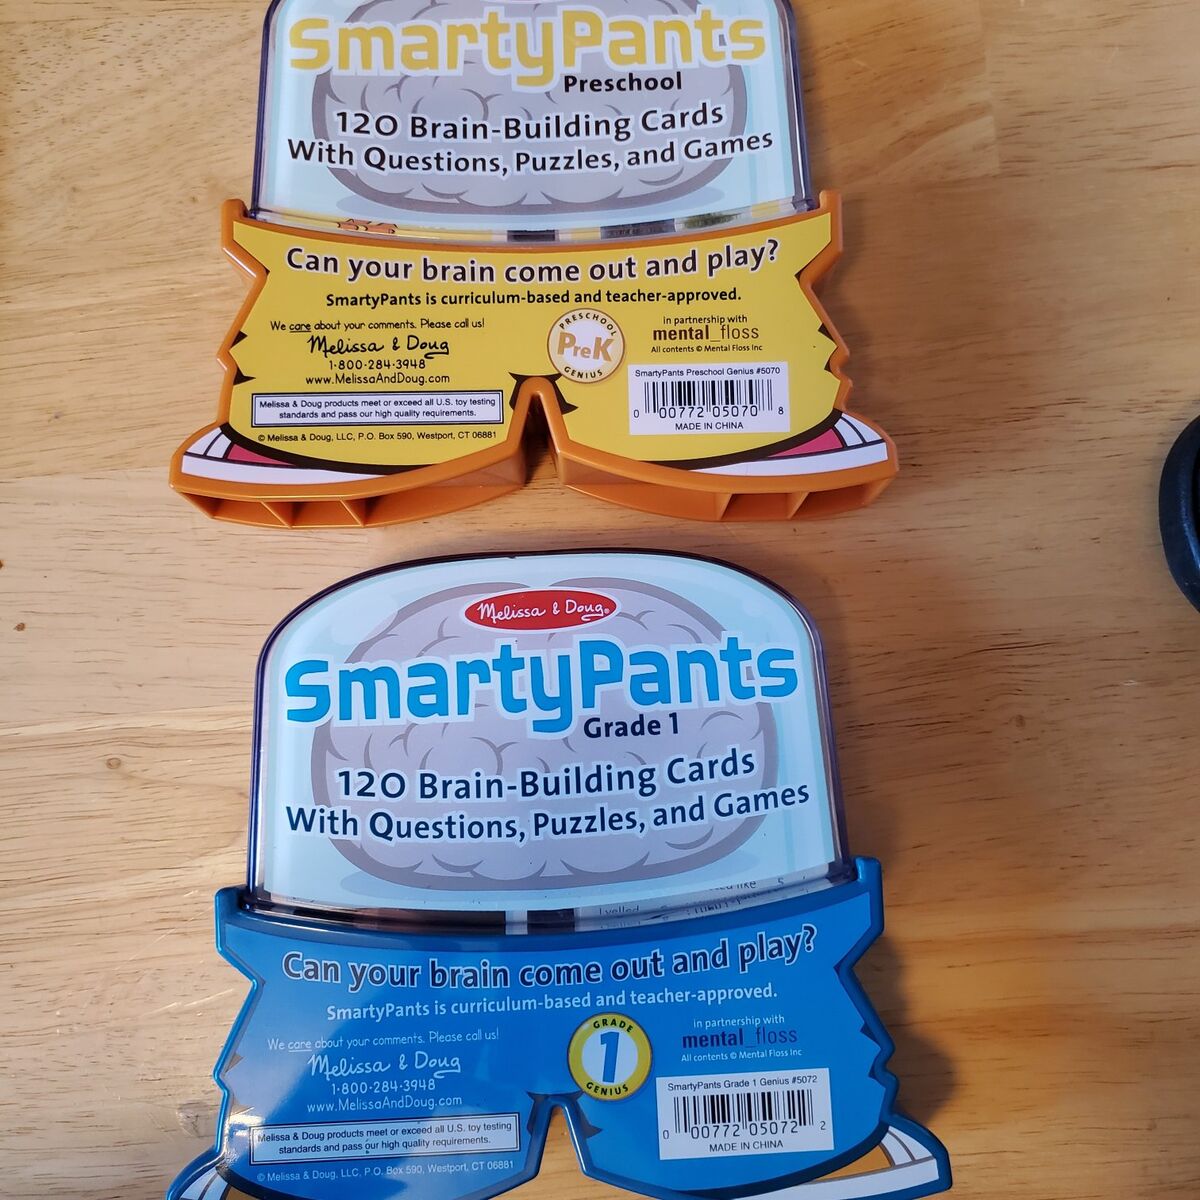 SmartyPants
Preschool
120 Brain-Building Cards
With Questions, Puzzles, and Games
Can your brain come out and play?
SmartyPants is curriculum-based and teacher-approved.
We care about your comments. Please call us!
Melissa & Doug
1-800-284-3948
www.MelissaAndDoug.com
Melissa & Doug products meet or exceed all U.S. toy testing
standards and pass our high quality requirements.
© Melissa & Doug, LLC, P.O. Box 590, Westport, CT 06881
PRESCHOOL
PreK
GENIUS
in partnership with
mental_floss
All contents © Mental Floss Inc
SmartyPants Preschool Genius #5070
0 00772 05070 8
MADE IN CHINA
Melissa & Doug®
SmartyPants
Grade 1
120 Brain-Building Cards
With Questions, Puzzles, and Games
I yelled
Can your brain come out and play?
SmartyPants is curriculum-based and teacher-approved.
We care about your comments. Please call us!
Melissa & Doug
1-800-284-3948
www.MelissaAndDoug.com
Melissa & Doug products meet or exceed all U.S. toy testing
standards and pass our high quality requirements.
© Melissa & Doug, LLC, P.O. Box 590, Westport, CT 06881
GRADE
1
GENIUS
in partnership with
mental_floss
All contents © Mental Floss Inc
SmartyPants Grade 1 Genius #5072
0 00772 05072 2
MADE IN CHINA